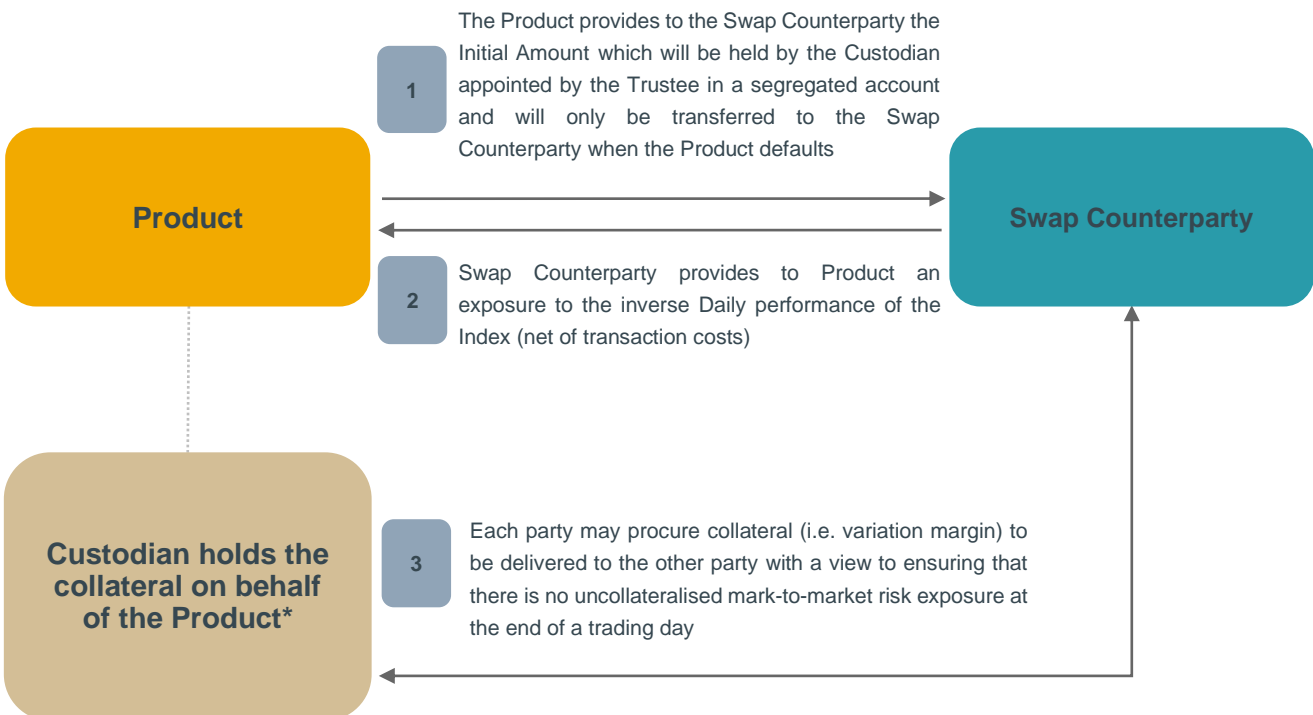 The Product provides to the Swap Counterparty the
Initial Amount which will be held by the Custodian
appointed by the Trustee in a segregated account
and will only be transferred to the Swap
Counterparty when the Product defaults
1
Product
Swap Counterparty
2
Swap Counterparty provides to Product an
exposure to the inverse Daily performance of the
Index (net of transaction costs)
Custodian holds the
collateral on behalf
of the Product*
3
Each party may procure collateral (i.e. variation margin) to
be delivered to the other party with a view to ensuring that
there is no uncollateralised mark-to-market risk exposure at
the end of a trading day